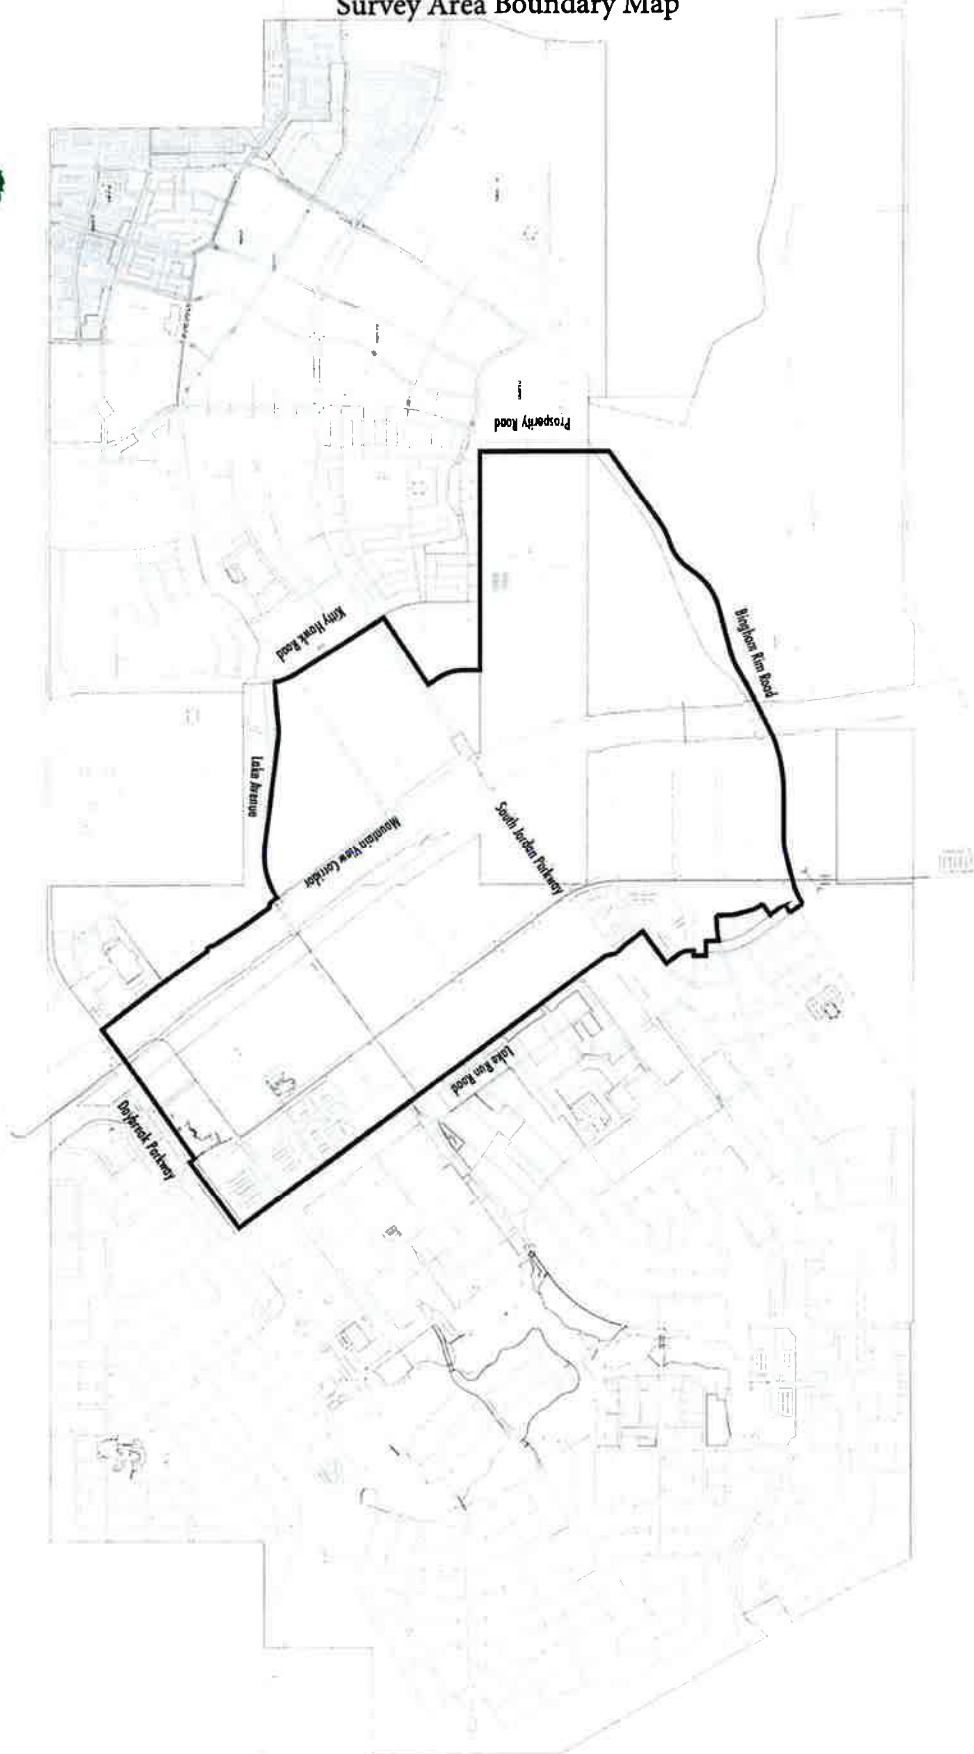 Survey Area Boundary Map
Prosperity Road
Kitty Hawk Road
Bingham Rim Road
Lake Avenue
Mountain View Corridor
South Jordan Parkway
Lake Run Road
Daybreak Parkway